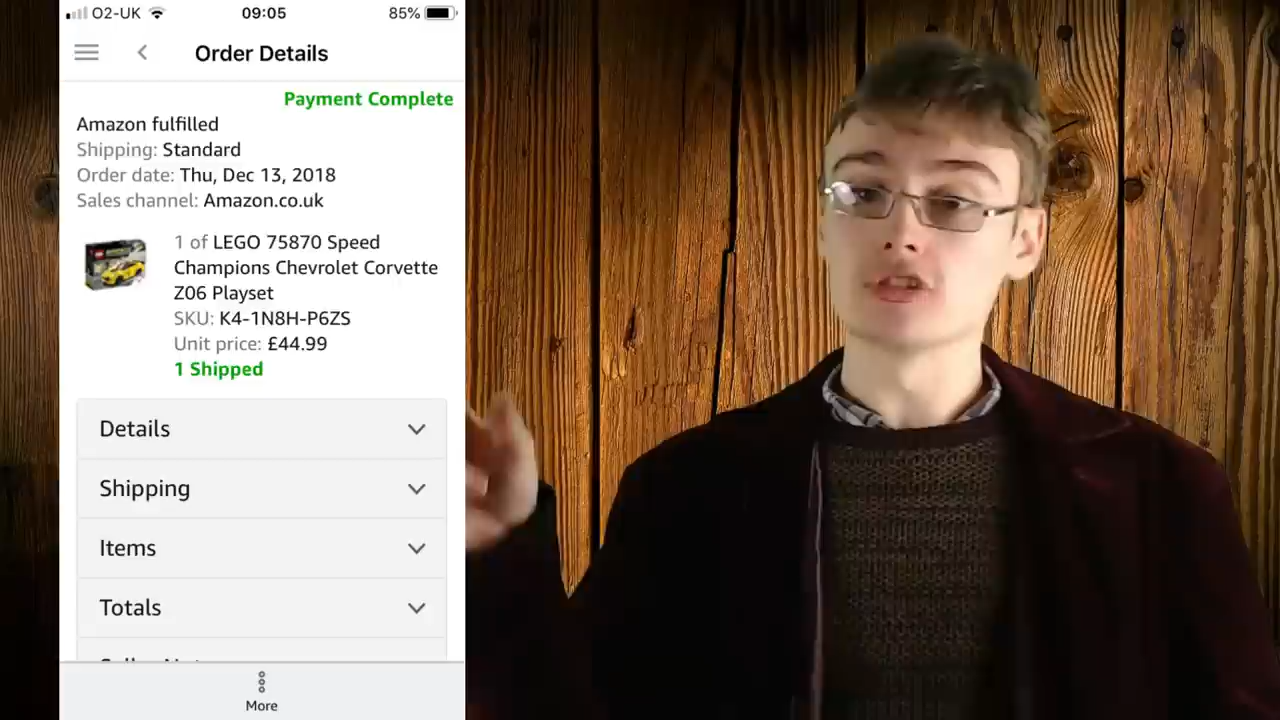 O2-UK 09:05 85%
Order Details
Payment Complete
Amazon fulfilled
Shipping: Standard
Order date: Thu, Dec 13, 2018
Sales channel: Amazon.co.uk
1 of LEGO 75870 Speed
Champions Chevrolet Corvette
Z06 Playset
SKU: K4-1N8H-P6ZS
Unit price: £44.99
1 Shipped
Details
Shipping
Items
Totals
More